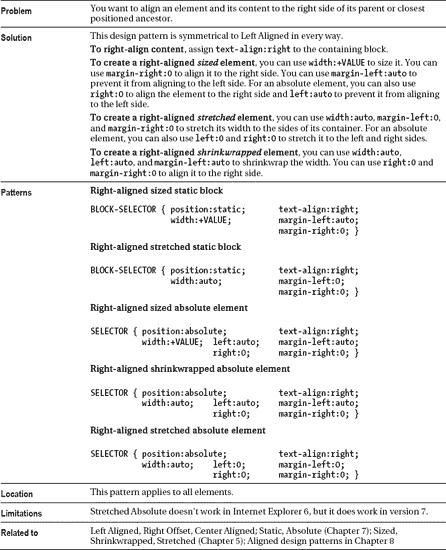 Problem
You want to align an element and its content to the right side of its parent or closest
positioned ancestor.
Solution
This design pattern is symmetrical to Left Aligned in every way.
To right-align content, assign text-align:right to the containing block.
To create a right-aligned sized element, you can use width:+VALUE to size it. You can
use margin-right:0 to align it to the right side. You can use margin-left:auto to
prevent it from aligning to the left side. For an absolute element, you can also use
right:0 to align the element to the right side and left:auto to prevent it from aligning
to the left side.
To create a right-aligned stretched element, you can use width:auto, margin-left:0,
and margin-right:0 to stretch its width to the sides of its container. For an absolute
element, you can also use left:0 and right:0 to stretch it to the left and right sides.
To create a right-aligned shrinkwrapped element, you can use width:auto,
left:auto, and margin-left:auto to shrinkwrap the width. You can use right:0 and
margin-right:0 to align it to the right side.
Patterns
Right-aligned sized static block
BLOCK-SELECTOR { position:static; text-align:right;
width:+VALUE; margin-left:auto;
margin-right:0; }
Right-aligned stretched static block
BLOCK-SELECTOR { position:static; text-align:right;
width:auto; margin-left:0;
margin-right:0; }
Right-aligned sized absolute element
SELECTOR { position:absolute; text-align:right;
width:+VALUE; left:auto; margin-left:auto;
right:0; margin-right:0; }
Right-aligned shrinkwrapped absolute element
SELECTOR { position:absolute; text-align:right;
width:auto; left:auto; margin-left:auto;
right:0; margin-right:0; }
Right-aligned stretched absolute element
SELECTOR { position:absolute; text-align:right;
width:auto; left:0; margin-left:0;
right:0; margin-right:0; }
Location
This pattern applies to all elements.
Limitations
Stretched Absolute doesn't work in Internet Explorer 6, but it does work in version 7.
Related to
Left Aligned, Right Offset, Center Aligned; Static, Absolute (Chapter 7); Sized,
Shrinkwrapped, Stretched (Chapter 5); Aligned design patterns in Chapter 8